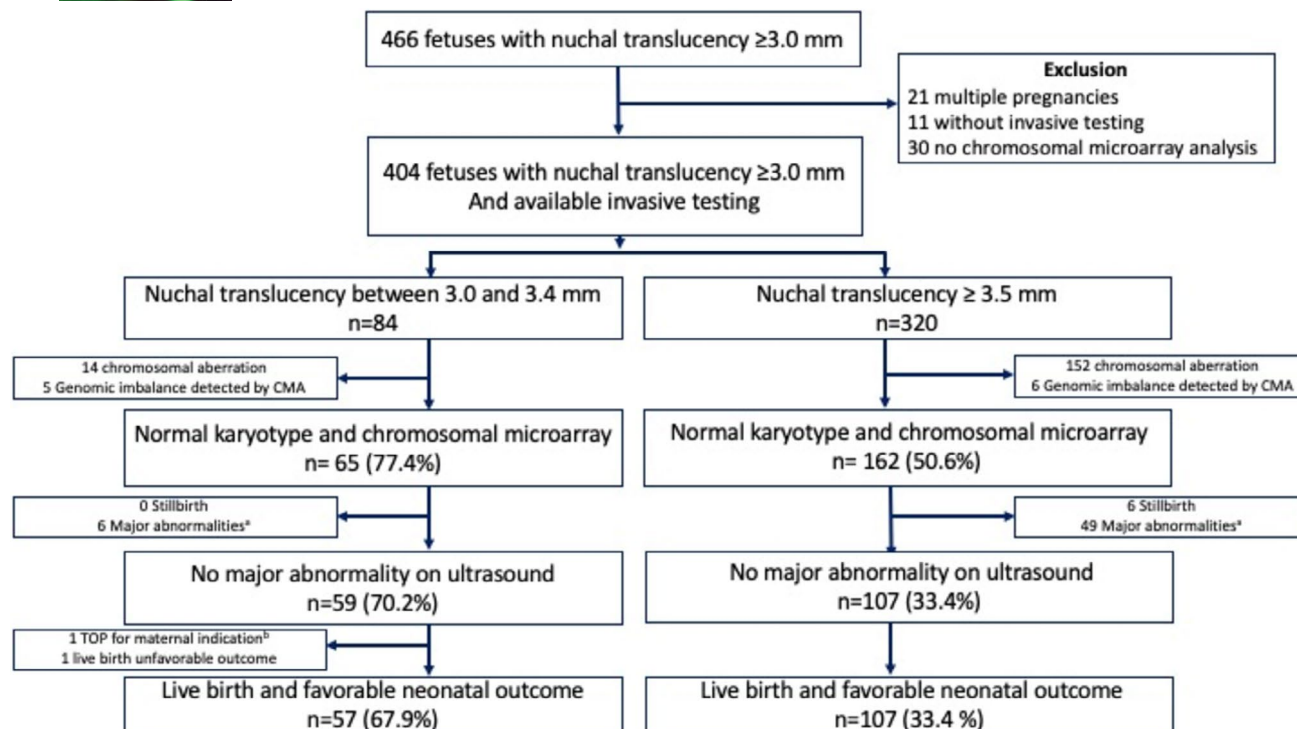 466 fetuses with nuchal translucency ≥3.0 mm
Exclusion
21 multiple pregnancies
11 without invasive testing
30 no chromosomal microarray analysis
404 fetuses with nuchal translucency ≥3.0 mm
And available invasive testing
Nuchal translucency between 3.0 and 3.4 mm
n=84
Nuchal translucency ≥ 3.5 mm
n=320
14 chromosomal aberration
5 Genomic imbalance detected by CMA
152 chromosomal aberration
6 Genomic imbalance detected by CMA
Normal karyotype and chromosomal microarray
n= 65 (77.4%)
Normal karyotype and chromosomal microarray
n= 162 (50.6%)
0 Stillbirth
6 Major abnormalitiesᵃ
6 Stillbirth
49 Major abnormalitiesᵃ
No major abnormality on ultrasound
n=59 (70.2%)
No major abnormality on ultrasound
n=107 (33.4%)
1 TOP for maternal indicationᵇ
1 live birth unfavorable outcome
Live birth and favorable neonatal outcome
n=57 (67.9%)
Live birth and favorable neonatal outcome
n=107 (33.4 %)